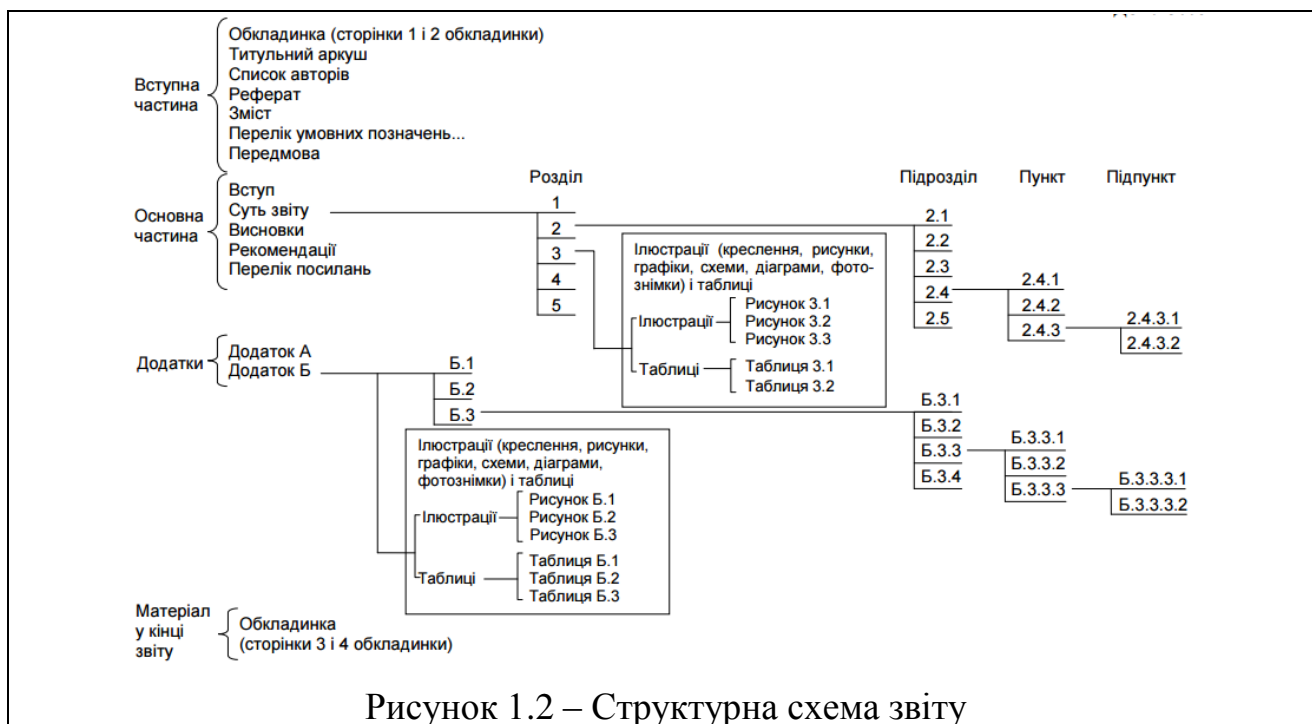 Обкладинка (сторінки 1 і 2 обкладинки)
Титульний аркуш
Список авторів
Вступна
частина
Реферат
Зміст
Перелік умовних позначень...
Передмова
Розділ
Підрозділ
Пункт
Підпункт
Основна
частина
Вступ
Суть звіту
Висновки
Рекомендації
Перелік посилань
1
2
3
4
5
2.1
2.2
2.3
2.4
2.5
2.4.1
2.4.2
2.4.3
2.4.3.1
2.4.3.2
Ілюстрації (креслення, рисунки,
графіки, схеми, діаграми, фото-
знімки) і таблиці
Ілюстрації
Рисунок 3.1
Рисунок 3.2
Рисунок 3.3
Таблиці
Таблиця 3.1
Таблиця 3.2
Додатки
Додаток А
Додаток Б
Б.1
Б.2
Б.3
Б.3.1
Б.3.2
Б.3.3
Б.3.4
Б.3.3.1
Б.3.3.2
Б.3.3.3
Б.3.3.3.1
Б.3.3.3.2
Ілюстрації (креслення, рисунки,
графіки, схеми, діаграми,
фотознімки) і таблиці
Ілюстрації
Рисунок Б.1
Рисунок Б.2
Рисунок Б.3
Таблиці
Таблиця Б.1
Таблиця Б.2
Таблиця Б.3
Матеріал
у кінці
звіту
Обкладинка
(сторінки 3 і 4 обкладинки)
Рисунок 1.2 – Структурна схема звіту